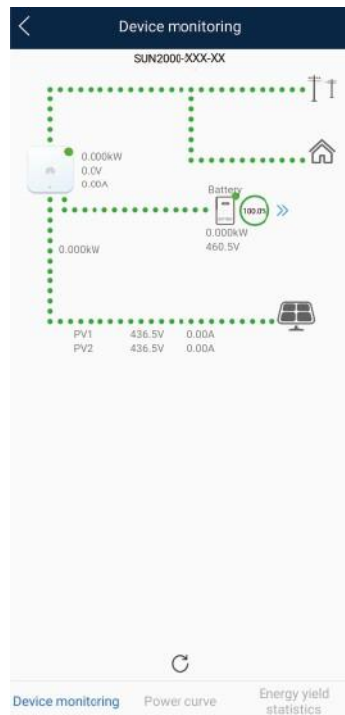 Device monitoring
SUN2000-XXX-XX
0.000kW
0.0V
0.00A
Battery
100.0%
0.000kW
460.5V
0.000kW
PV1 436.5V 0.00A
PV2 436.5V 0.00A
Device monitoring Power curve Energy yield statistics